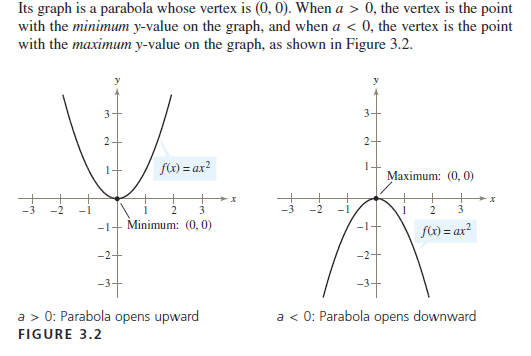 Its graph is a parabola whose vertex is (0, 0). When a > 0, the vertex is the point
with the minimum y-value on the graph, and when a < 0, the vertex is the point
with the maximum y-value on the graph, as shown in Figure 3.2.
y
3
2
1
f(x) = ax²
x
-3 -2 -1 1 2 3
-1
Minimum: (0, 0)
-2
-3
a > 0: Parabola opens upward
y
3
2
1
Maximum: (0, 0)
x
-3 -2 -1 1 2 3
-1
f(x) = ax²
-2
-3
a < 0: Parabola opens downward
FIGURE 3.2